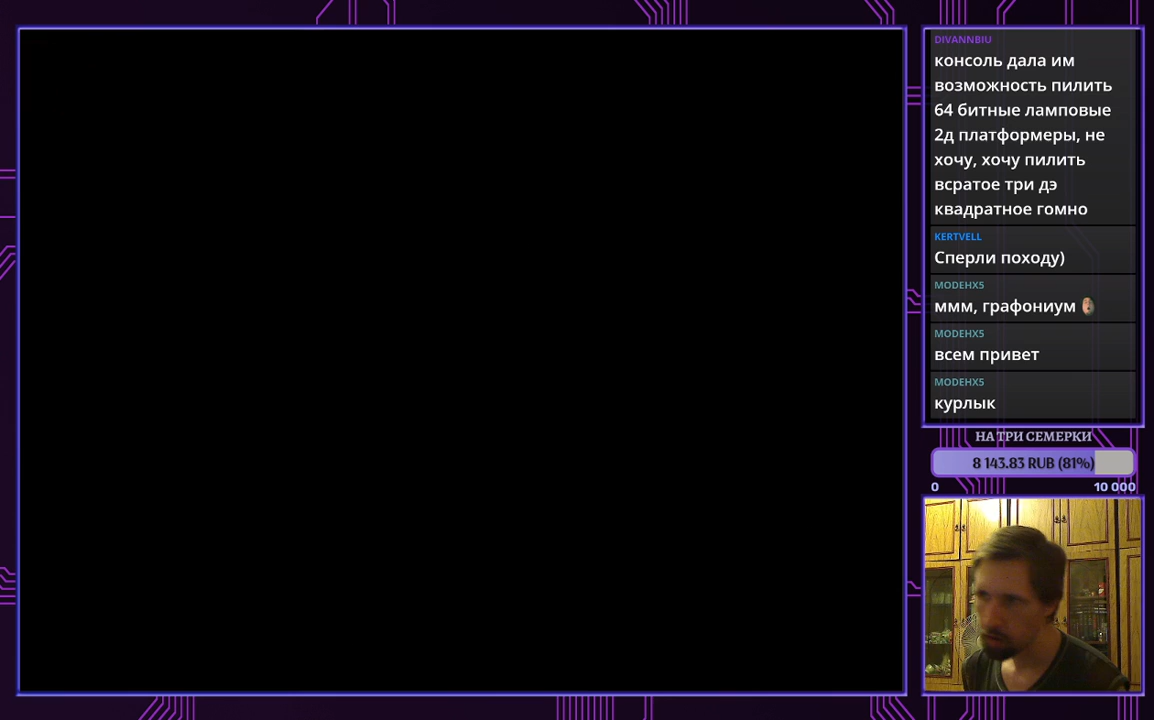 DIVANNBIU
консоль дала им
возможность пилить
64 битные ламповые
2д платформеры, не
хочу, хочу пилить
всратое три дэ
квадратное гомно
KERTVELL
Сперли походу)
MODEHX5
ммм, графониум
MODEHX5
всем привет
MODEHX5
курлык
НА ТРИ СЕМЕРКИ
8 143.83 RUB (81%)
0 10 000